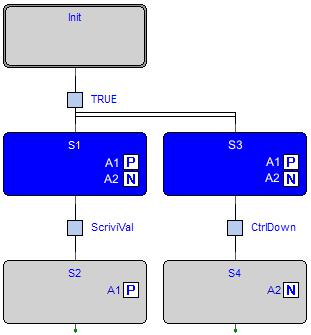 Init
TRUE
S1
A1 P
A2 N
S3
A1 P
A2 N
ScriviVal
CtrlDown
S2
A1 P
S4
A2 N